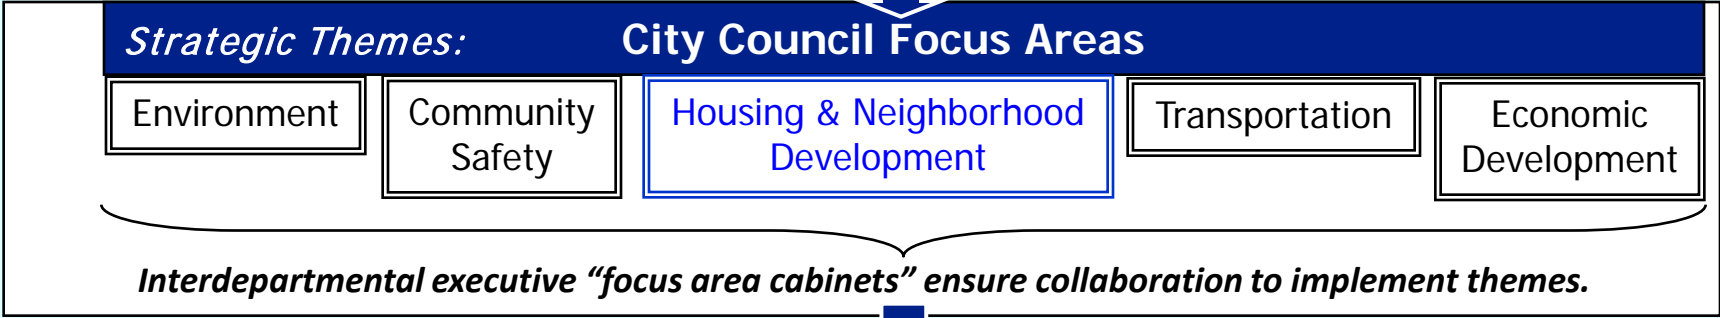 Strategic Themes: City Council Focus Areas
Environment
Community
Safety
Housing & Neighborhood
Development
Transportation
Economic
Development
Interdepartmental executive “focus area cabinets” ensure collaboration to implement themes.